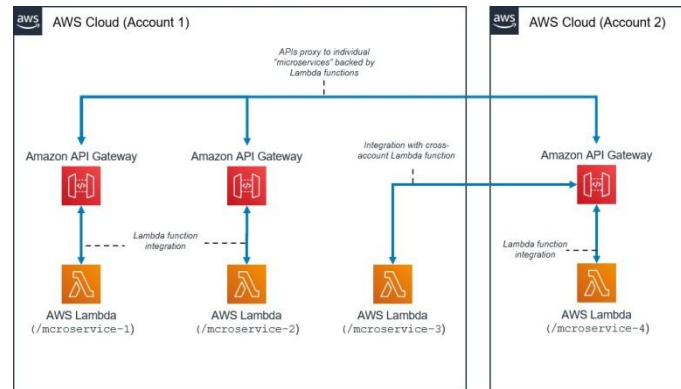 aws
AWS Cloud (Account 1)
aws
AWS Cloud (Account 2)
APIs proxy to individual
"microservices" backed by
Lambda functions
Integration with cross-
account Lambda function
Amazon API Gateway
Amazon API Gateway
Amazon API Gateway
Lambda function
integration
Lambda function
integration
AWS Lambda
(/mcroservice-1)
AWS Lambda
(/mcroservice-2)
AWS Lambda
(/mcroservice-3)
AWS Lambda
(/mcroservice-4)